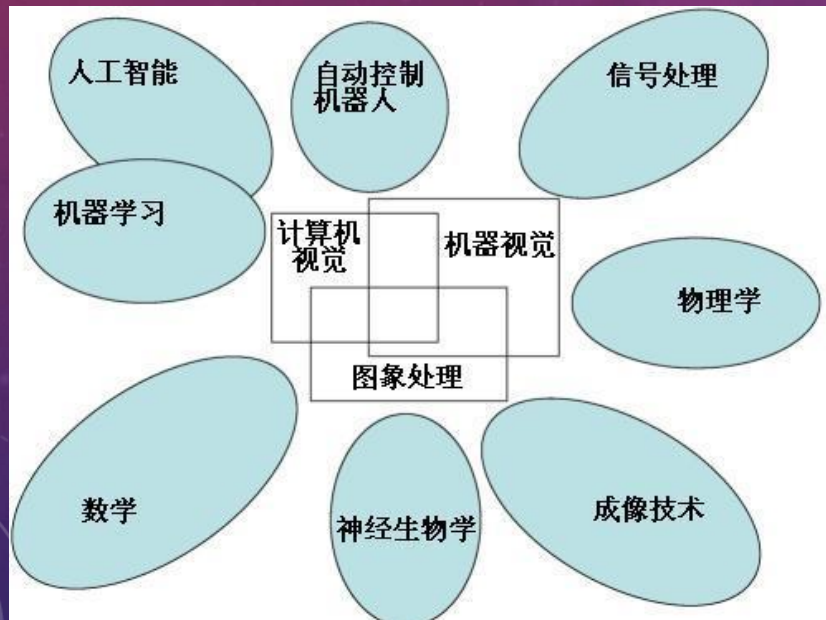 人工智能
自动控制
机器人
信号处理
机器学习
计算机
视觉
机器视觉
物理学
图象处理
数学
神经生物学
成像技术